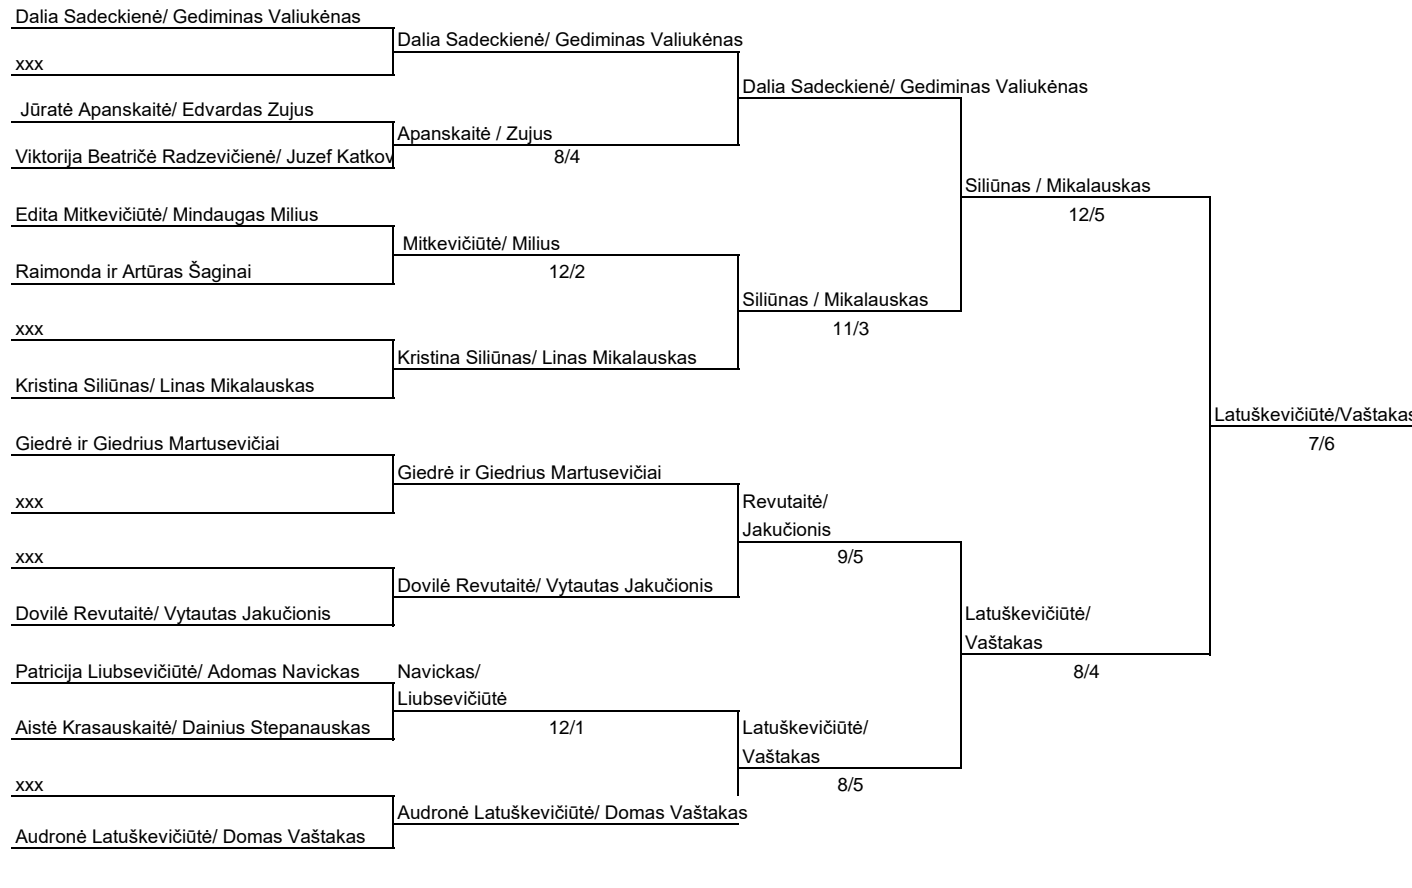 Dalia Sadeckienė/ Gediminas Valiukėnas
Dalia Sadeckienė/ Gediminas Valiukėnas
xxx
Dalia Sadeckienė/ Gediminas Valiukėnas
Jūratė Apanskaitė/ Edvardas Zujus
Apanskaitė / Zujus
Viktorija Beatričė Radzevičienė/ Juzef Katkov
8/4
Siliūnas / Mikalauskas
12/5
Edita Mitkevičiūtė/ Mindaugas Milius
Mitkevičiūtė/ Milius
Raimonda ir Artūras Šaginai
12/2
Siliūnas / Mikalauskas
xxx
11/3
Kristina Siliūnas/ Linas Mikalauskas
Kristina Siliūnas/ Linas Mikalauskas
Latuškevičiūtė/Vaštakas
Giedrė ir Giedrius Martusevičiai
7/6
Giedrė ir Giedrius Martusevičiai
xxx
Revutaitė/
Jakučionis
xxx
9/5
Dovilė Revutaitė/ Vytautas Jakučionis
Dovilė Revutaitė/ Vytautas Jakučionis
Latuškevičiūtė/
Vaštakas
Patricija Liubsevičiūtė/ Adomas Navickas
Navickas/
8/4
Liubsevičiūtė
Aistė Krasauskaitė/ Dainius Stepanauskas
12/1
Latuškevičiūtė/
Vaštakas
xxx
8/5
Audronė Latuškevičiūtė/ Domas Vaštakas
Audronė Latuškevičiūtė/ Domas Vaštakas